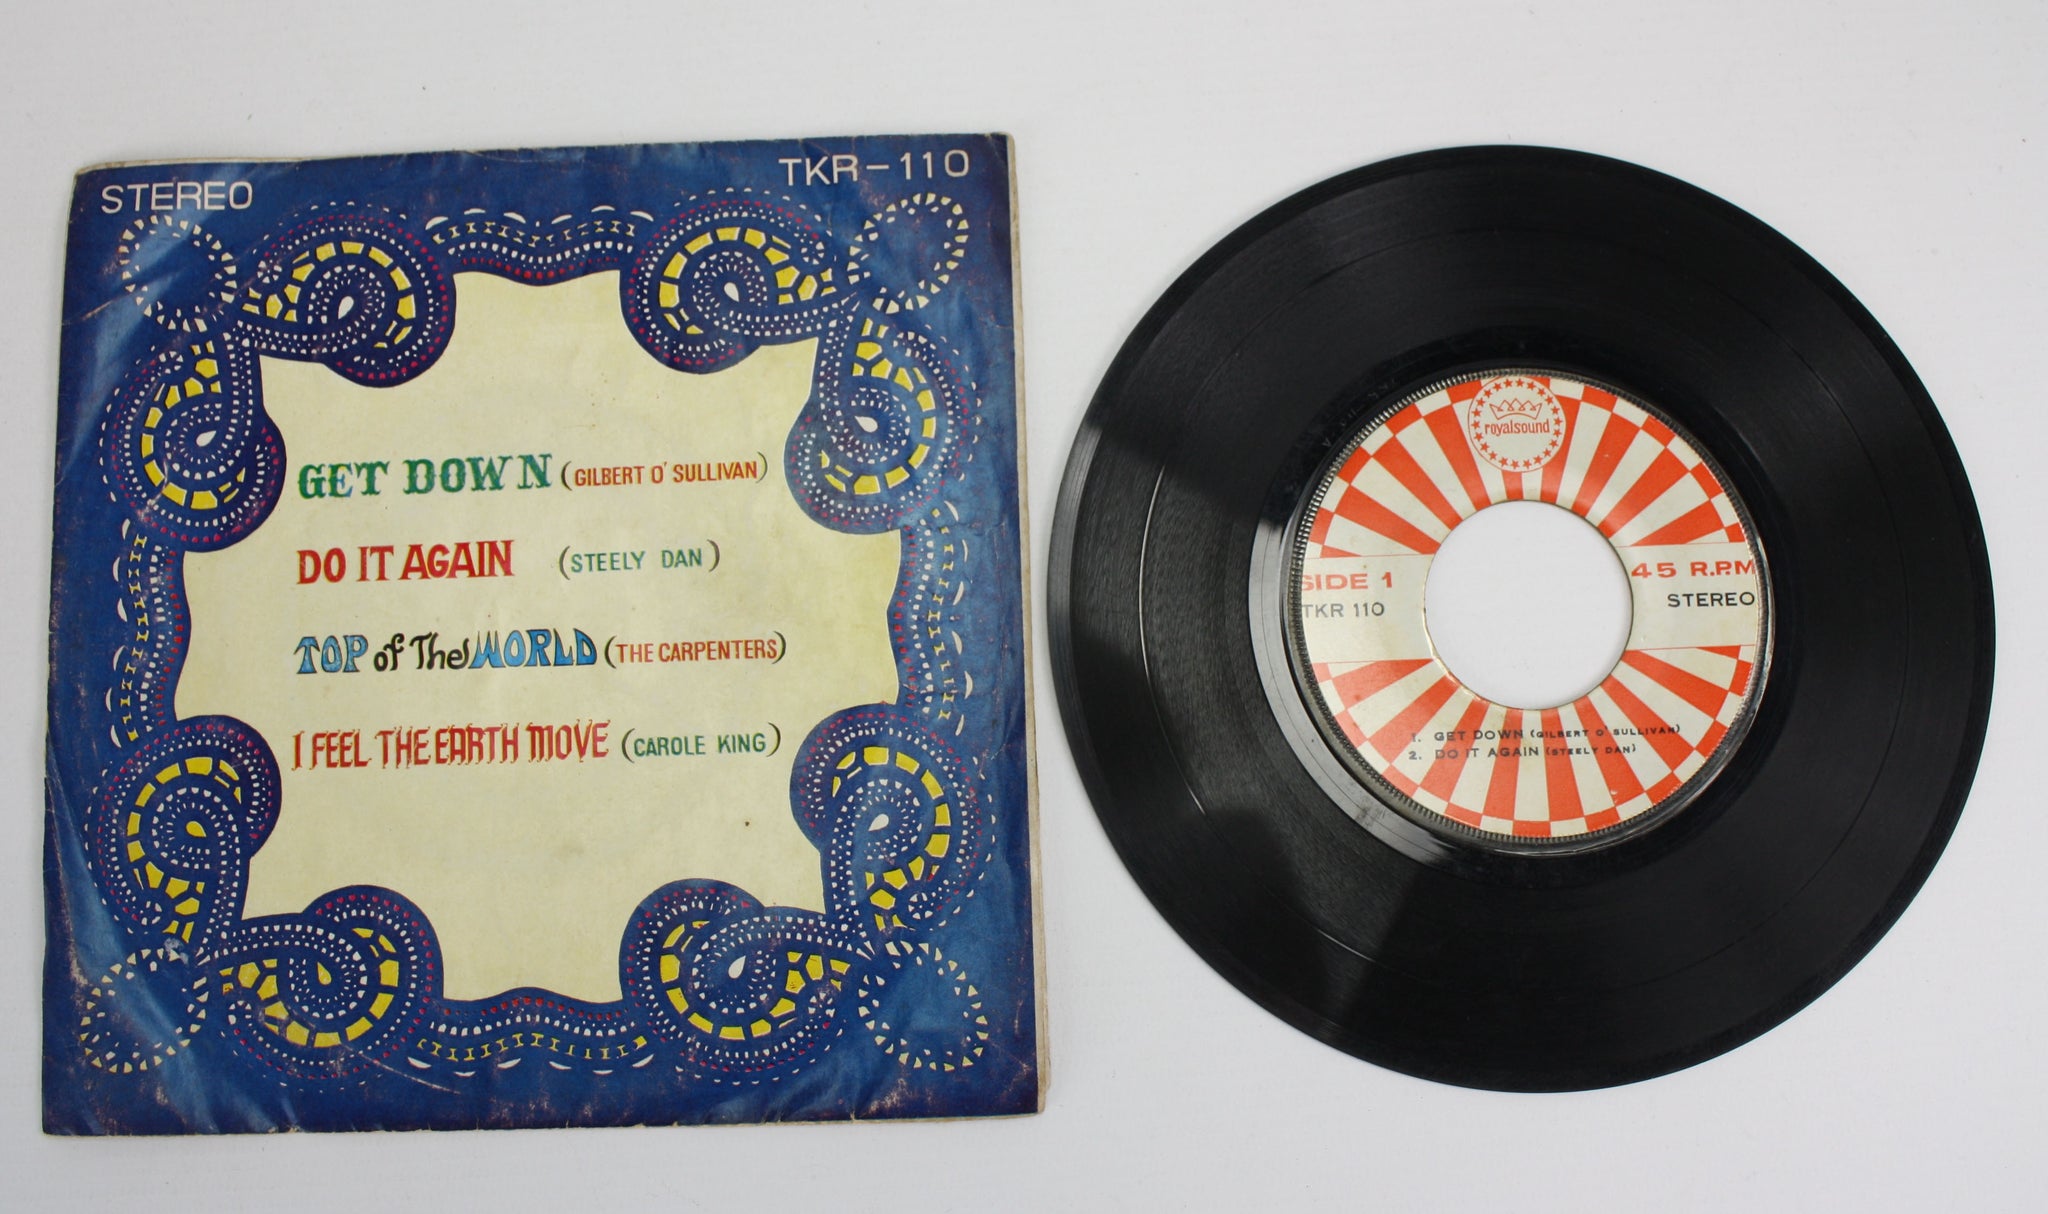 STEREO
TKR-110
GET DOWN (GILBERT O' SULLIVAN)
DO IT AGAIN (STEELY DAN)
TOP of The WORLD (THE CARPENTERS)
I FEEL THE EARTH MOVE (CAROLE KING)
royalsound
SIDE 1
TKR 110
45 R.P.M
STEREO
1. GET DOWN (GILBERT O' SULLIVAN)
2. DO IT AGAIN (STEELY DAN)